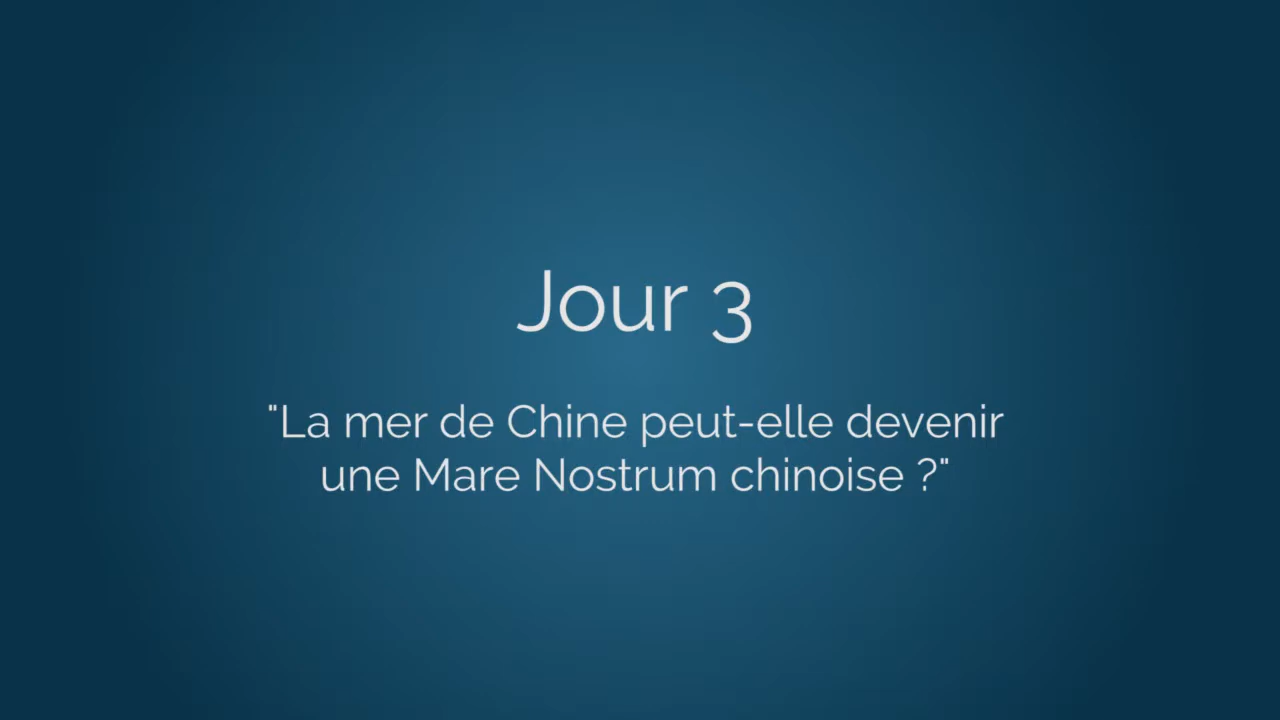 Jour 3
"La mer de Chine peut-elle devenir
une Mare Nostrum chinoise ?"